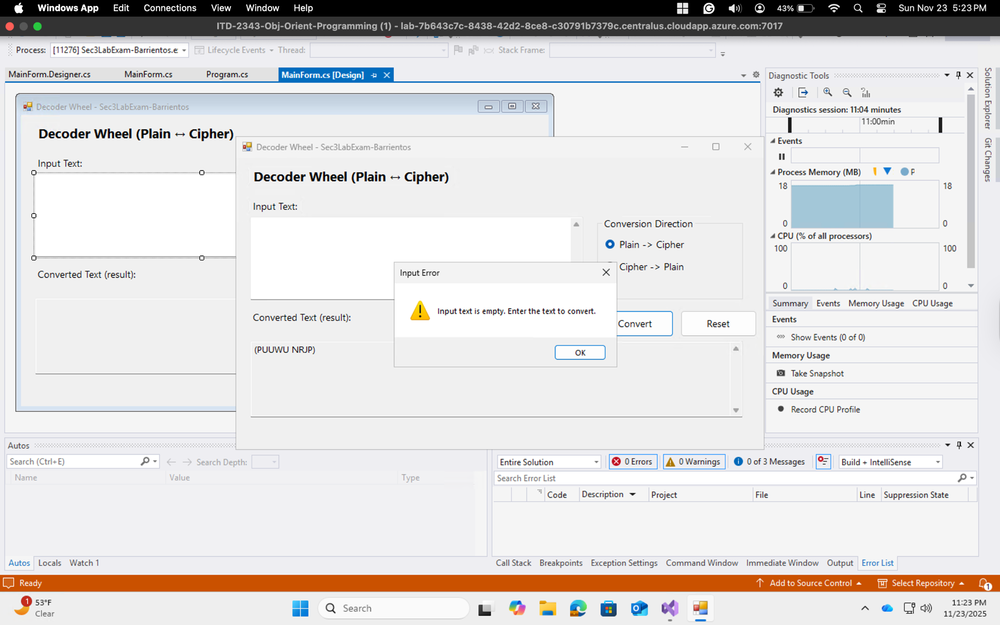 Windows App Edit Connections View Window Help 43% Sun Nov 23 5:23 PM
ITD-2343-Obj-Orient-Programming (1) - lab-7b643c7c-8438-42d2-8ce8-c30791b7379c.centralus.cloudapp.azure.com:7017
Process: [11276] Sec3LabExam-Barrientos.e: Lifecycle Events Thread: Stack Frame:
MainForm.Designer.cs MainForm.cs Program.cs MainForm.cs [Design]
Decoder Wheel - Sec3LabExam-Barrientos
Decoder Wheel (Plain ↔ Cipher)
Input Text:
Converted Text (result):
Decoder Wheel - Sec3LabExam-Barrientos
Decoder Wheel (Plain ↔ Cipher)
Input Text:
Conversion Direction
Plain -> Cipher
Cipher -> Plain
Converted Text (result):
Convert Reset
(PUUWU NRJP)
Input Error
Input text is empty. Enter the text to convert.
OK
Diagnostic Tools
Diagnostics session: 11:04 minutes
11:00min
Events
Process Memory (MB) P
18 18
0 0
CPU (% of all processors)
100 100
0 0
Summary Events Memory Usage CPU Usage
Events
Show Events (0 of 0)
Memory Usage
Take Snapshot
CPU Usage
Record CPU Profile
Solution Explorer
Git Changes
Autos
Search (Ctrl+E) Search Depth:
Name Value Type
Autos Locals Watch 1
Entire Solution 0 Errors 0 Warnings 0 of 3 Messages Build + IntelliSense
Search Error List
Code Description Project File Line Suppression State
Call Stack Breakpoints Exception Settings Command Window Immediate Window Output Error List
Ready Add to Source Control Select Repository 1
1 53°F
Clear
Search
11:23 PM
11/23/2025